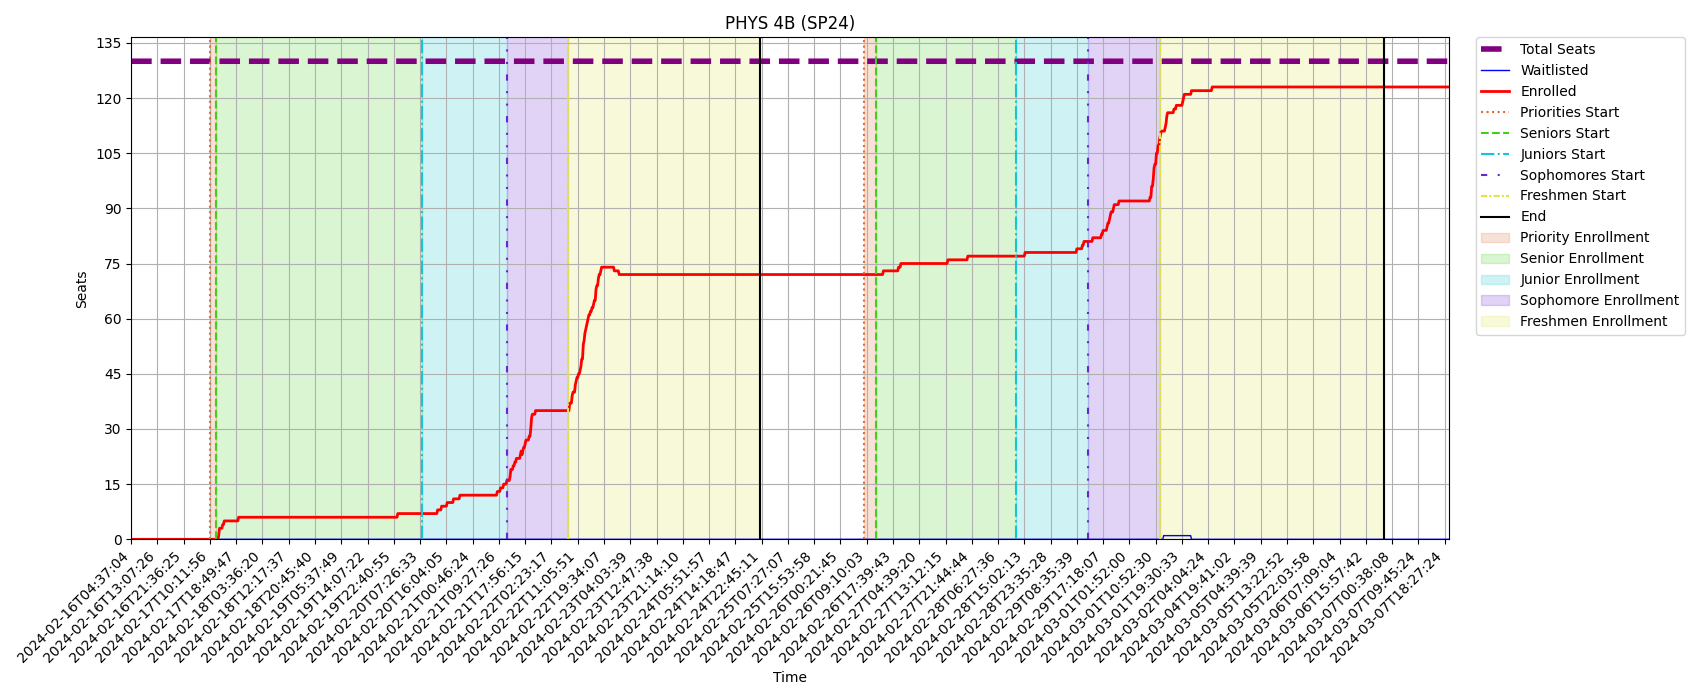 PHYS 4B (SP24)
135
120
105
90
75
60
45
30
15
0
Seats
2024-02-16T04:37:04
2024-02-16T13:07:26
2024-02-16T21:36:25
2024-02-17T10:11:56
2024-02-17T18:49:47
2024-02-18T03:36:20
2024-02-18T12:17:37
2024-02-18T20:45:40
2024-02-19T05:37:49
2024-02-19T14:07:22
2024-02-19T22:40:55
2024-02-20T07:26:33
2024-02-20T16:04:05
2024-02-21T00:46:24
2024-02-21T09:27:26
2024-02-21T17:56:15
2024-02-22T02:23:17
2024-02-22T11:05:51
2024-02-22T19:34:07
2024-02-23T04:03:39
2024-02-23T12:47:38
2024-02-23T21:14:10
2024-02-24T05:51:57
2024-02-24T14:18:47
2024-02-24T22:45:11
2024-02-25T07:27:07
2024-02-25T15:53:58
2024-02-26T00:21:45
2024-02-26T09:10:03
2024-02-26T17:39:43
2024-02-27T04:39:20
2024-02-27T13:12:15
2024-02-27T21:44:44
2024-02-28T06:27:36
2024-02-28T15:02:13
2024-02-28T23:35:28
2024-02-29T08:35:39
2024-02-29T17:18:07
2024-03-01T01:52:00
2024-03-01T10:52:30
2024-03-01T19:30:33
2024-03-02T04:04:24
2024-03-04T19:41:02
2024-03-05T04:39:39
2024-03-05T13:22:52
2024-03-05T22:03:58
2024-03-06T07:09:04
2024-03-06T15:57:42
2024-03-07T00:38:08
2024-03-07T09:45:24
2024-03-07T18:27:24
Time
Total Seats
Waitlisted
Enrolled
Priorities Start
Seniors Start
Juniors Start
Sophomores Start
Freshmen Start
End
Priority Enrollment
Senior Enrollment
Junior Enrollment
Sophomore Enrollment
Freshmen Enrollment